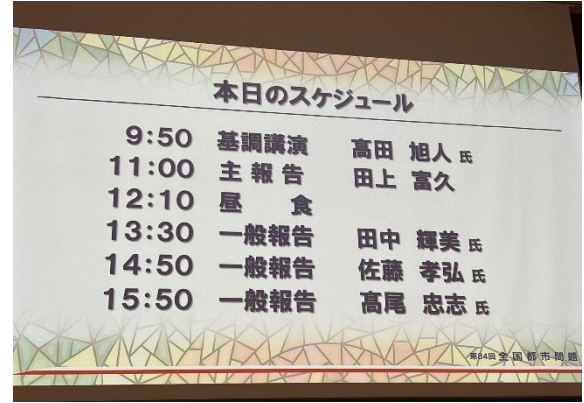 本日のスケジュール
9:50 基調講演 髙田 旭人 氏
11:00 主報告 田上 富久
12:10 昼食
13:30 一般報告 田中 輝美 氏
14:50 一般報告 佐藤 孝弘 氏
15:50 一般報告 髙尾 忠志 氏
第84回 全国都市問題